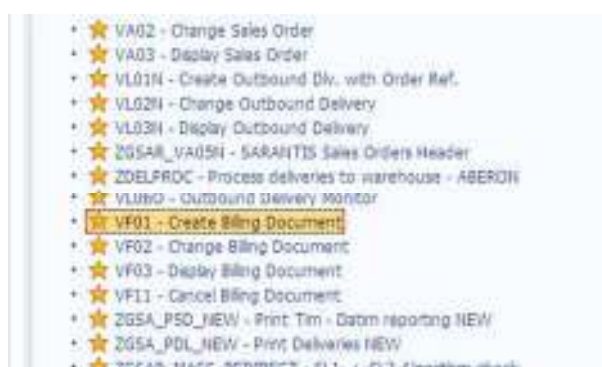 VA02 - Change Sales Order
VA03 - Display Sales Order
VL01N - Create Outbound Dlv. with Order Ref.
VL02N - Change Outbound Delivery
VL03N - Display Outbound Delivery
ZGSAR_VA05N - SARANTIS Sales Orders Header
ZDELPROC - Process deliveries to warehouse - ABERON
VL06O - Outbound Delivery Monitor
VF01 - Create Billing Document
VF02 - Change Billing Document
VF03 - Display Billing Document
VF11 - Cancel Billing Document
ZGSA_PSD_NEW - Print Tim - Datim reporting NEW
ZGSA_PDL_NEW - Print Deliveries NEW